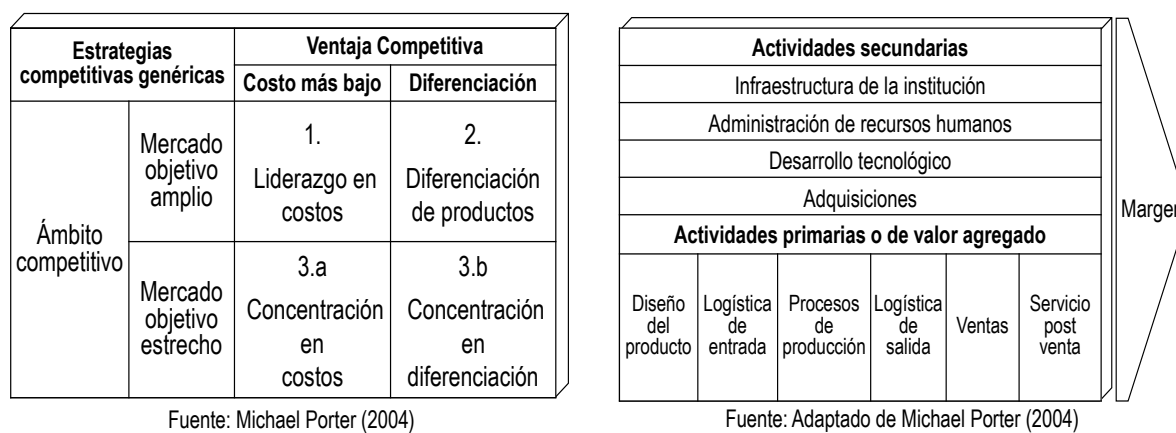 Estrategias
competitivas genéricas
Ventaja Competitiva
Costo más bajo
Diferenciación
Ámbito
competitivo
Mercado
objetivo
amplio
1.
Liderazgo en
costos
2.
Diferenciación
de productos
Mercado
objetivo
estrecho
3.a
Concentración
en
costos
3.b
Concentración
en
diferenciación
Fuente: Michael Porter (2004)
Actividades secundarias
Infraestructura de la institución
Administración de recursos humanos
Desarrollo tecnológico
Adquisiciones
Actividades primarias o de valor agregado
Diseño
del
producto
Logística
de
entrada
Procesos
de
producción
Logística
de
salida
Ventas
Servicio
post
venta
Margen
Fuente: Adaptado de Michael Porter (2004)